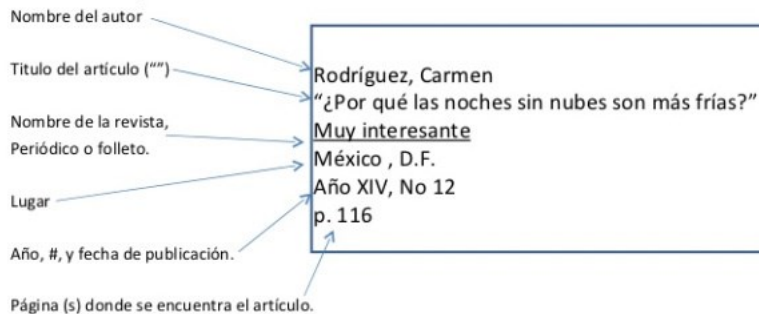 Nombre del autor
Titulo del artículo (“”)
Nombre de la revista,
Periódico o folleto.
Lugar
Año, #, y fecha de publicación.
Página (s) donde se encuentra el artículo.
Rodríguez, Carmen
“¿Por qué las noches sin nubes son más frías?”
Muy interesante
México , D.F.
Año XIV, No 12
p. 116